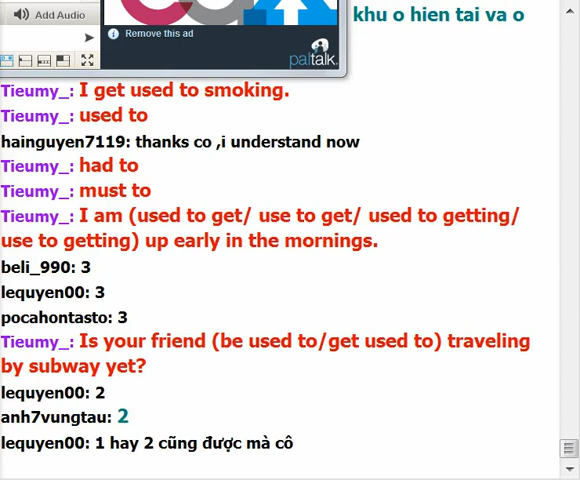 Add Audio
khu o hien tai va o
Remove this ad
paltalk
Tieumy_: I get used to smoking.
Tieumy_: used to
hainguyen7119: thanks co ,i understand now
Tieumy_: had to
Tieumy_: must to
Tieumy_: I am (used to get/ use to get/ used to getting/
use to getting) up early in the mornings.
beli_990: 3
lequyen00: 3
pocahontasto: 3
Tieumy_: Is your friend (be used to/get used to) traveling
by subway yet?
lequyen00: 2
anh7vungtau: 2
lequyen00: 1 hay 2 cũng được mà cô